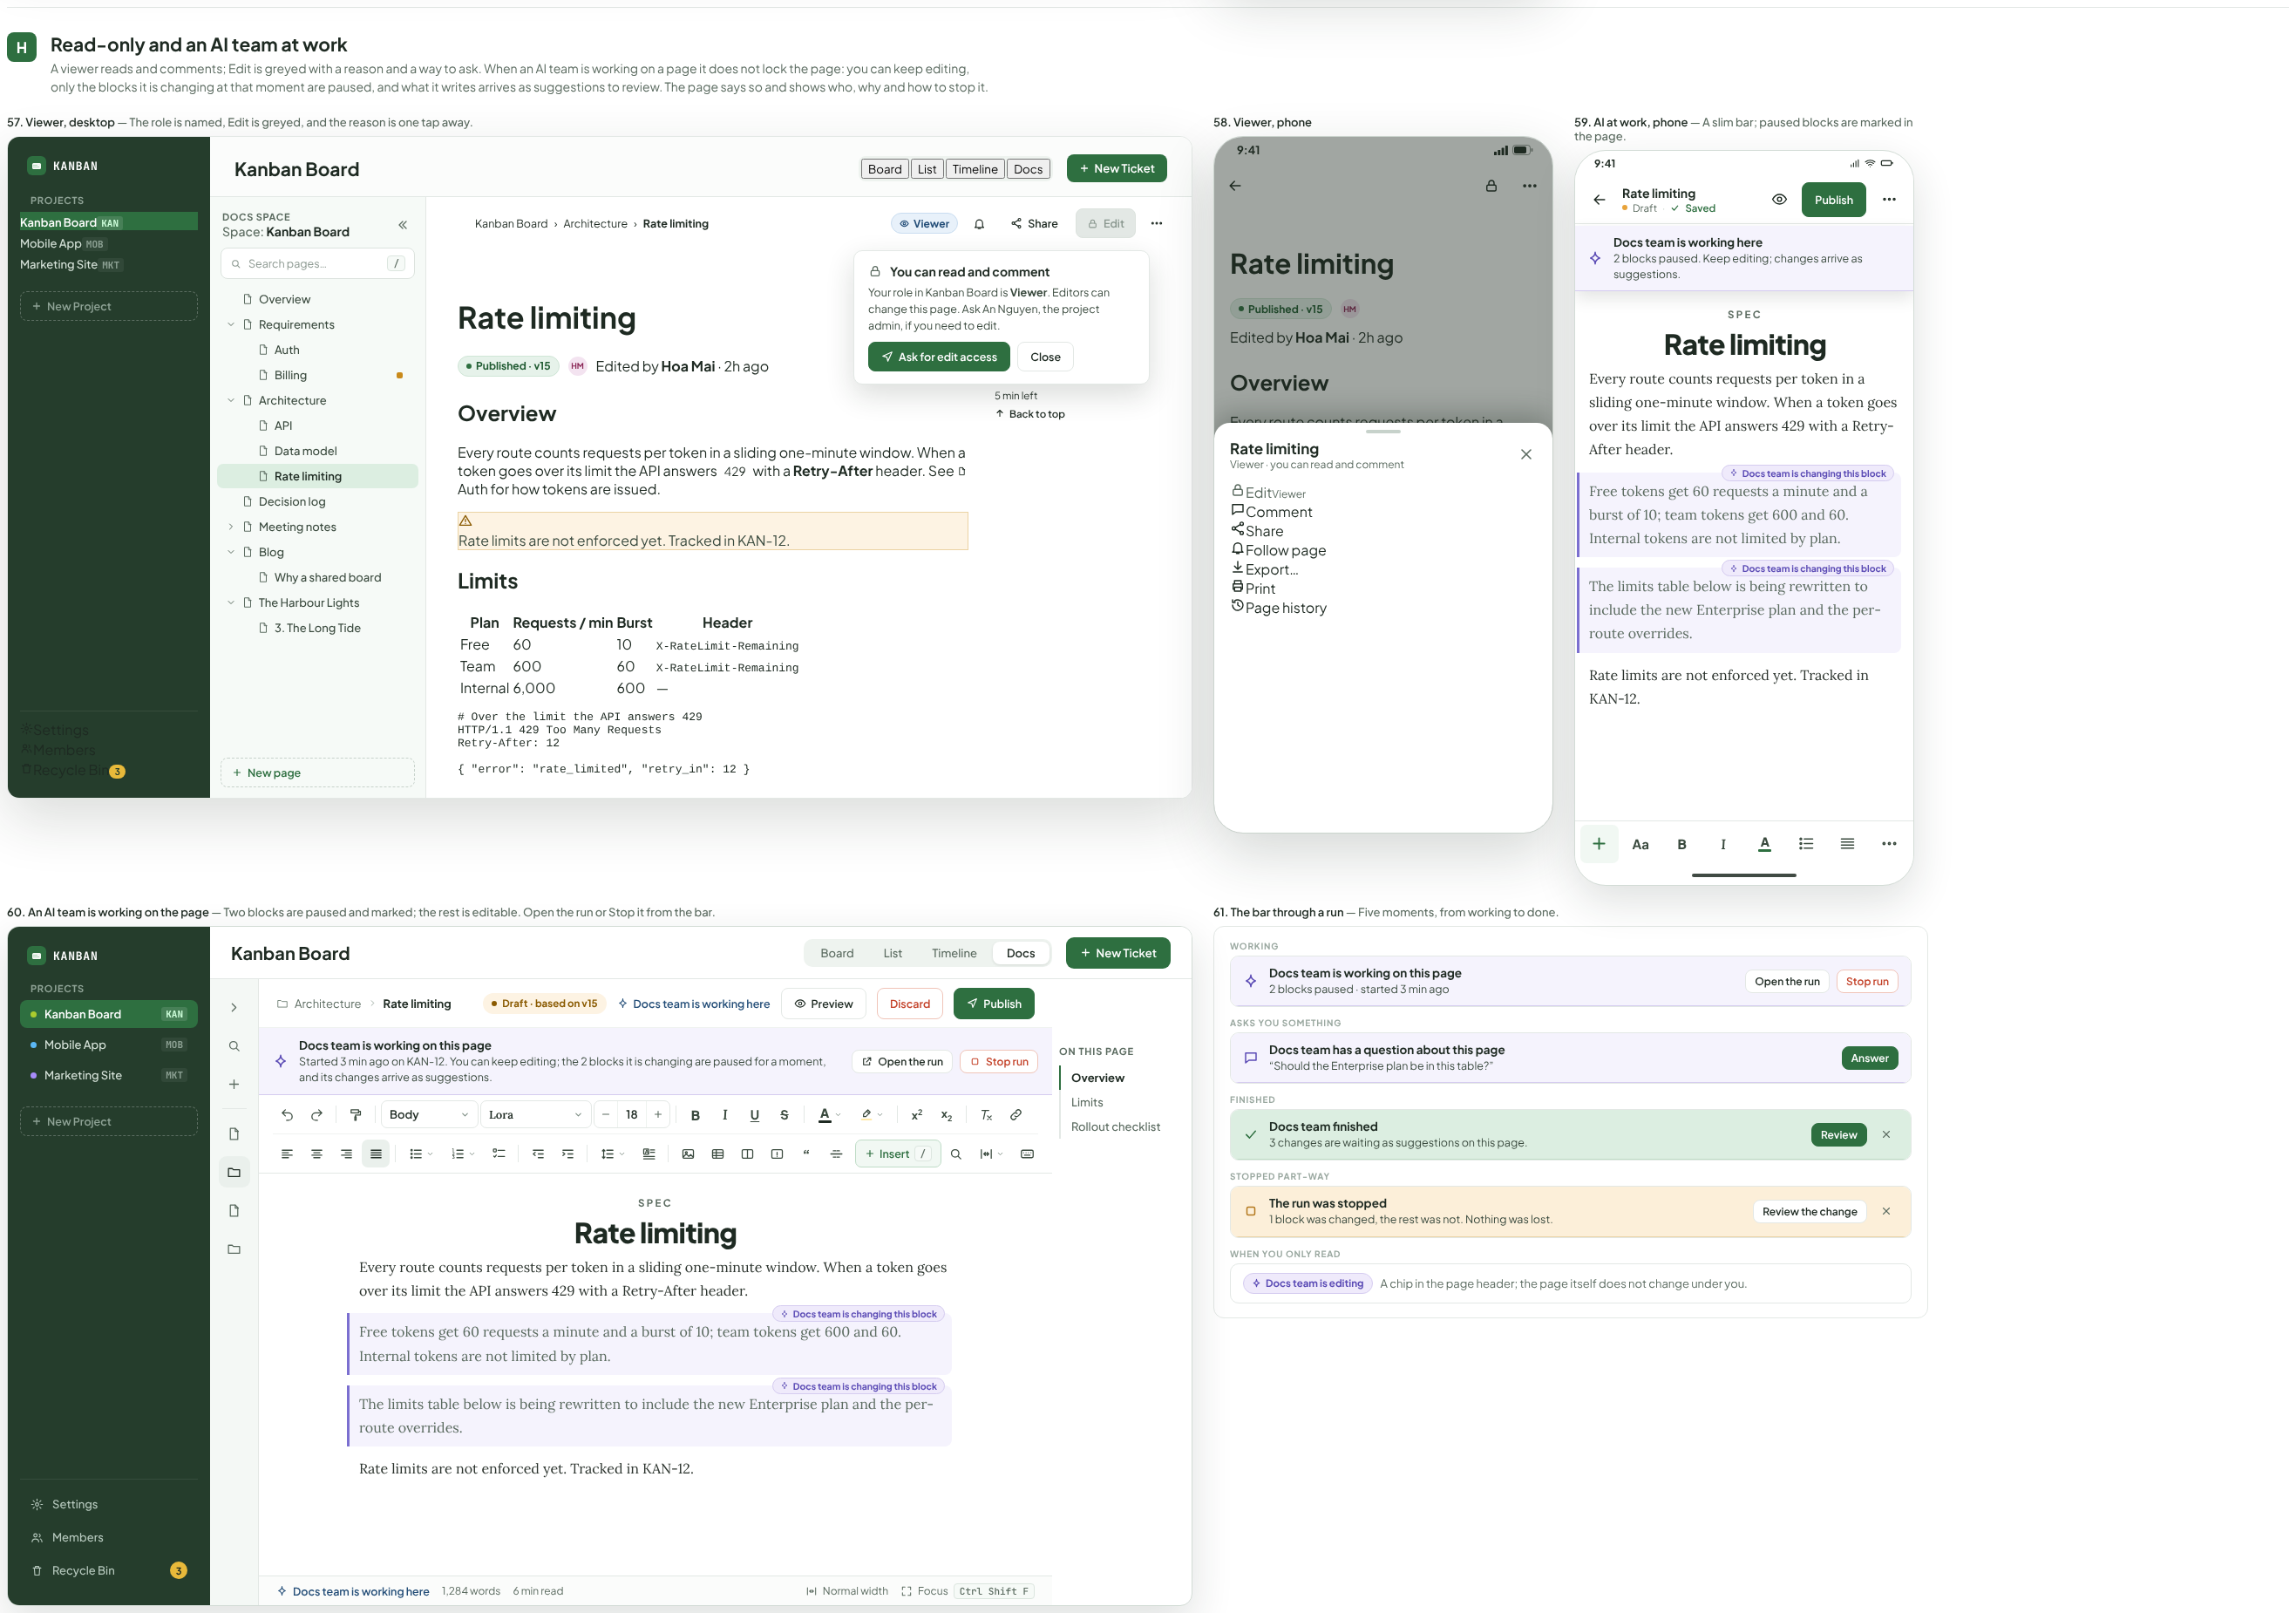 H
Read-only and an AI team at work
A viewer reads and comments; Edit is greyed with a reason and a way to ask. When an AI team is working on a page it does not lock the page: you can keep editing,
only the blocks it is changing at that moment are paused, and what it writes arrives as suggestions to review. The page says so and shows who, why and how to stop it.
57. Viewer, desktop — The role is named, Edit is greyed, and the reason is one tap away.
KANBAN
PROJECTS
Kanban Board KAN
Mobile App MOB
Marketing Site MKT
+ New Project
Settings
Members
Recycle Bin 3
Kanban Board
Board List Timeline Docs
+ New Ticket
DOCS SPACE
Space: Kanban Board
Search pages... /
Overview
Requirements
Auth
Billing
Architecture
API
Data model
Rate limiting
Decision log
Meeting notes
Blog
Why a shared board
The Harbour Lights
3. The Long Tide
+ New page
Kanban Board › Architecture › Rate limiting
Viewer
Share
Edit
You can read and comment
Your role in Kanban Board is Viewer. Editors can
change this page. Ask An Nguyen, the project
admin, if you need to edit.
Ask for edit access
Close
5 min left
Back to top
Rate limiting
Published · v15 HM Edited by Hoa Mai · 2h ago
Overview
Every route counts requests per token in a sliding one-minute window. When a
token goes over its limit the API answers 429 with a Retry-After header. See
Auth for how tokens are issued.
Rate limits are not enforced yet. Tracked in KAN-12.
Limits
Plan Requests / min Burst Header
Free 60 10 X-RateLimit-Remaining
Team 600 60 X-RateLimit-Remaining
Internal 6,000 600 —
# Over the limit the API answers 429
HTTP/1.1 429 Too Many Requests
Retry-After: 12
{ "error": "rate_limited", "retry_in": 12 }
58. Viewer, phone
9:41
Rate limiting
Published · v15 HM
Edited by Hoa Mai · 2h ago
Overview
Every route counts requests per token in a
Rate limiting
Viewer · you can read and comment
Edit Viewer
Comment
Share
Follow page
Export...
Print
Page history
59. AI at work, phone — A slim bar; paused blocks are marked in
the page.
9:41
Rate limiting
Draft · Saved
Publish
Docs team is working here
2 blocks paused. Keep editing; changes arrive as
suggestions.
SPEC
Rate limiting
Every route counts requests per token in a
sliding one-minute window. When a token goes
over its limit the API answers 429 with a Retry-
After header.
Docs team is changing this block
Free tokens get 60 requests a minute and a
burst of 10; team tokens get 600 and 60.
Internal tokens are not limited by plan.
Docs team is changing this block
The limits table below is being rewritten to
include the new Enterprise plan and the per-
route overrides.
Rate limits are not enforced yet. Tracked in
KAN-12.
+ Aa B I A
60. An AI team is working on the page — Two blocks are paused and marked; the rest is editable. Open the run or Stop it from the bar.
KANBAN
PROJECTS
Kanban Board KAN
Mobile App MOB
Marketing Site MKT
+ New Project
Settings
Members
Recycle Bin 3
Kanban Board
Board List Timeline Docs
+ New Ticket
Architecture › Rate limiting
Draft · based on v15
Docs team is working here
Preview
Discard
Publish
Docs team is working on this page
Started 3 min ago on KAN-12. You can keep editing; the 2 blocks it is changing are paused for a moment,
and its changes arrive as suggestions.
Open the run
Stop run
Body Lora − 18 + B I U S A x² x₂ Tx
+ Insert /
ON THIS PAGE
Overview
Limits
Rollout checklist
SPEC
Rate limiting
Every route counts requests per token in a sliding one-minute window. When a token goes
over its limit the API answers 429 with a Retry-After header.
Docs team is changing this block
Free tokens get 60 requests a minute and a burst of 10; team tokens get 600 and 60.
Internal tokens are not limited by plan.
Docs team is changing this block
The limits table below is being rewritten to include the new Enterprise plan and the per-
route overrides.
Rate limits are not enforced yet. Tracked in KAN-12.
Docs team is working here 1,284 words 6 min read
Normal width Focus Ctrl Shift F
61. The bar through a run — Five moments, from working to done.
WORKING
Docs team is working on this page
2 blocks paused · started 3 min ago
Open the run
Stop run
ASKS YOU SOMETHING
Docs team has a question about this page
“Should the Enterprise plan be in this table?”
Answer
FINISHED
Docs team finished
3 changes are waiting as suggestions on this page.
Review
STOPPED PART-WAY
The run was stopped
1 block was changed, the rest was not. Nothing was lost.
Review the change
WHEN YOU ONLY READ
Docs team is editing A chip in the page header; the page itself does not change under you.